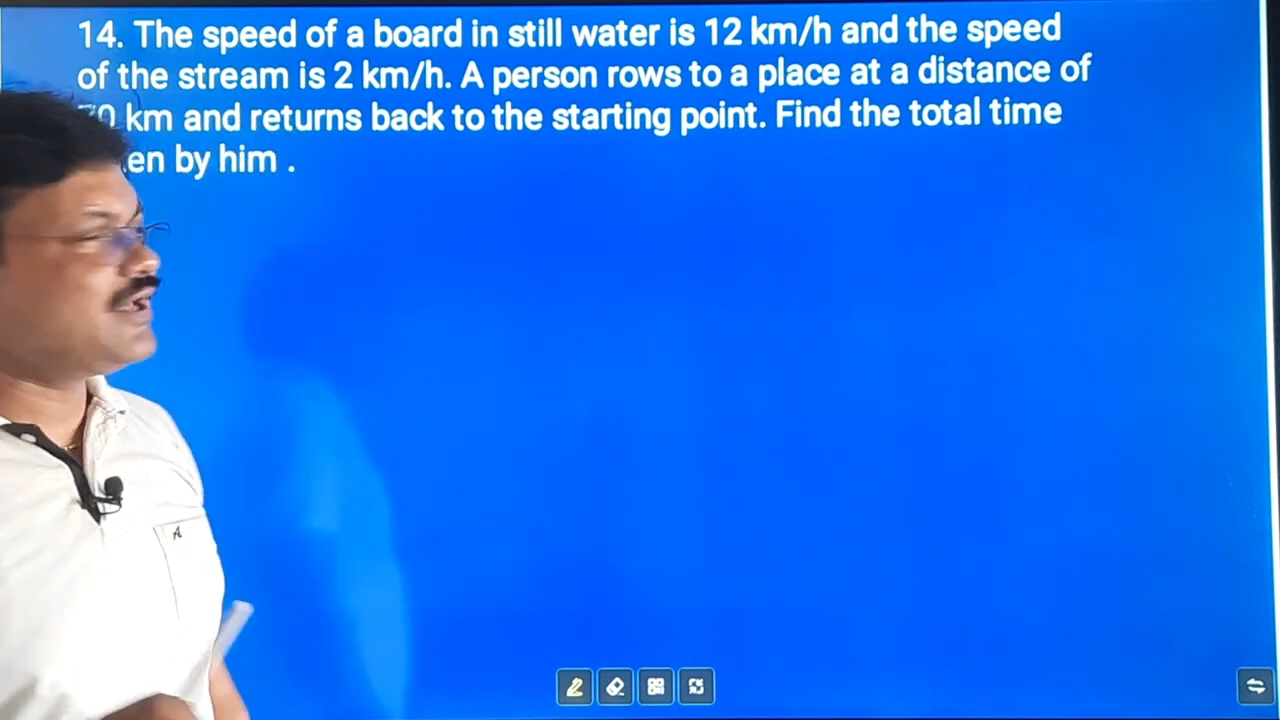 14. The speed of a board in still water is 12 km/h and the speed
of the stream is 2 km/h. A person rows to a place at a distance of
km and returns back to the starting point. Find the total time
en by him .
A